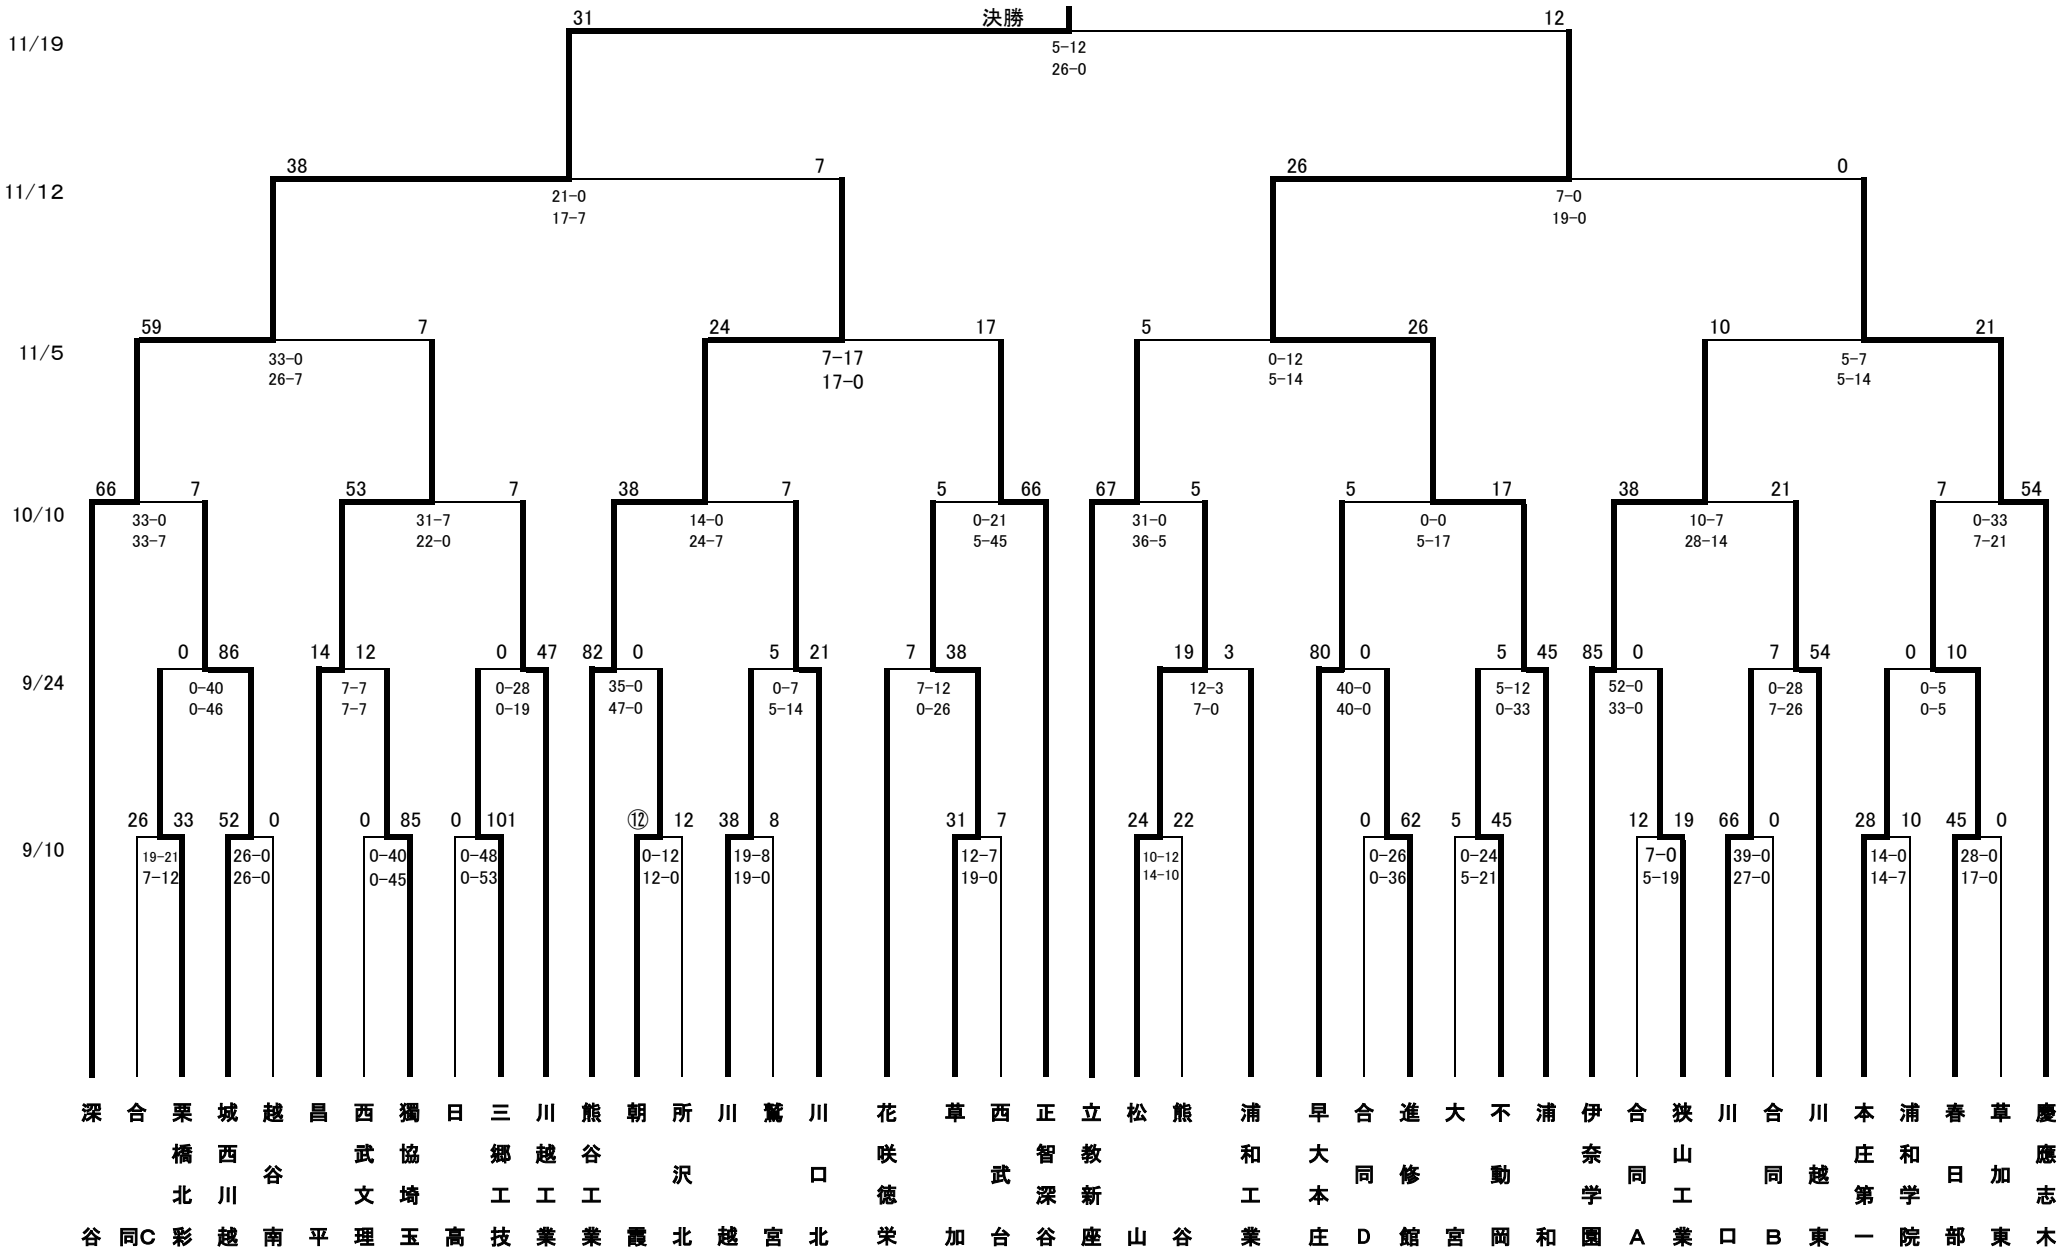 31 決勝 12
11/19
5-12
26-0
38 7 26 0
11/12
21-0 7-0
17-7 19-0
59 7 24 17 5 26 10 21
11/5
33-0 7-17 0-12 5-7
26-7 17-0 5-14 5-14
66 7 53 7 38 7 5 66 67 5 5 17 38 21 7 54
10/10
33-0 31-7 14-0 0-21 31-0 0-0 10-7 0-33
33-7 22-0 24-7 5-45 36-5 5-17 28-14 7-21
0 86 14 12 0 47 82 0 5 21 7 38 19 3 80 0 5 45 85 0 7 54 0 10
9/24
0-40 7-7 0-28 35-0 0-7 7-12 12-3 40-0 5-12 52-0 0-28 0-5
0-46 7-7 0-19 47-0 5-14 0-26 7-0 40-0 0-33 33-0 7-26 0-5
26 33 52 0 0 85 0 101 ⑫ 12 38 8 31 7 24 22 0 62 5 45 12 19 66 0 28 10 45 0
9/10
19-21 26-0 0-40 0-48 0-12 19-8 12-7 10-12 0-26 0-24 7-0 39-0 14-0 28-0
7-12 26-0 0-45 0-53 12-0 19-0 19-0 14-10 0-36 5-21 5-19 27-0 14-7 17-0
深谷
合同C
栗橋北彩
城西川越
越谷南
昌平
西武文理
獨協埼玉
日高
三郷工技
川越工業
熊谷工業
朝霞
所沢北
川越
鷲宮
川口北
花咲徳栄
草加
西武台
正智深谷
立教新座
松山
熊谷
浦和工業
早大本庄
合同D
進修館
大宮
不動岡
浦和
伊奈学園
合同A
狭山工業
川口
合同B
川越東
本庄第一
浦和学院
春日部
草加東
慶應志木